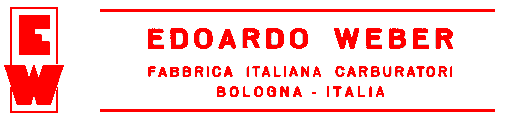 E
W
EDOARDO WEBER
FABBRICA ITALIANA CARBURATORI
BOLOGNA - ITALIA